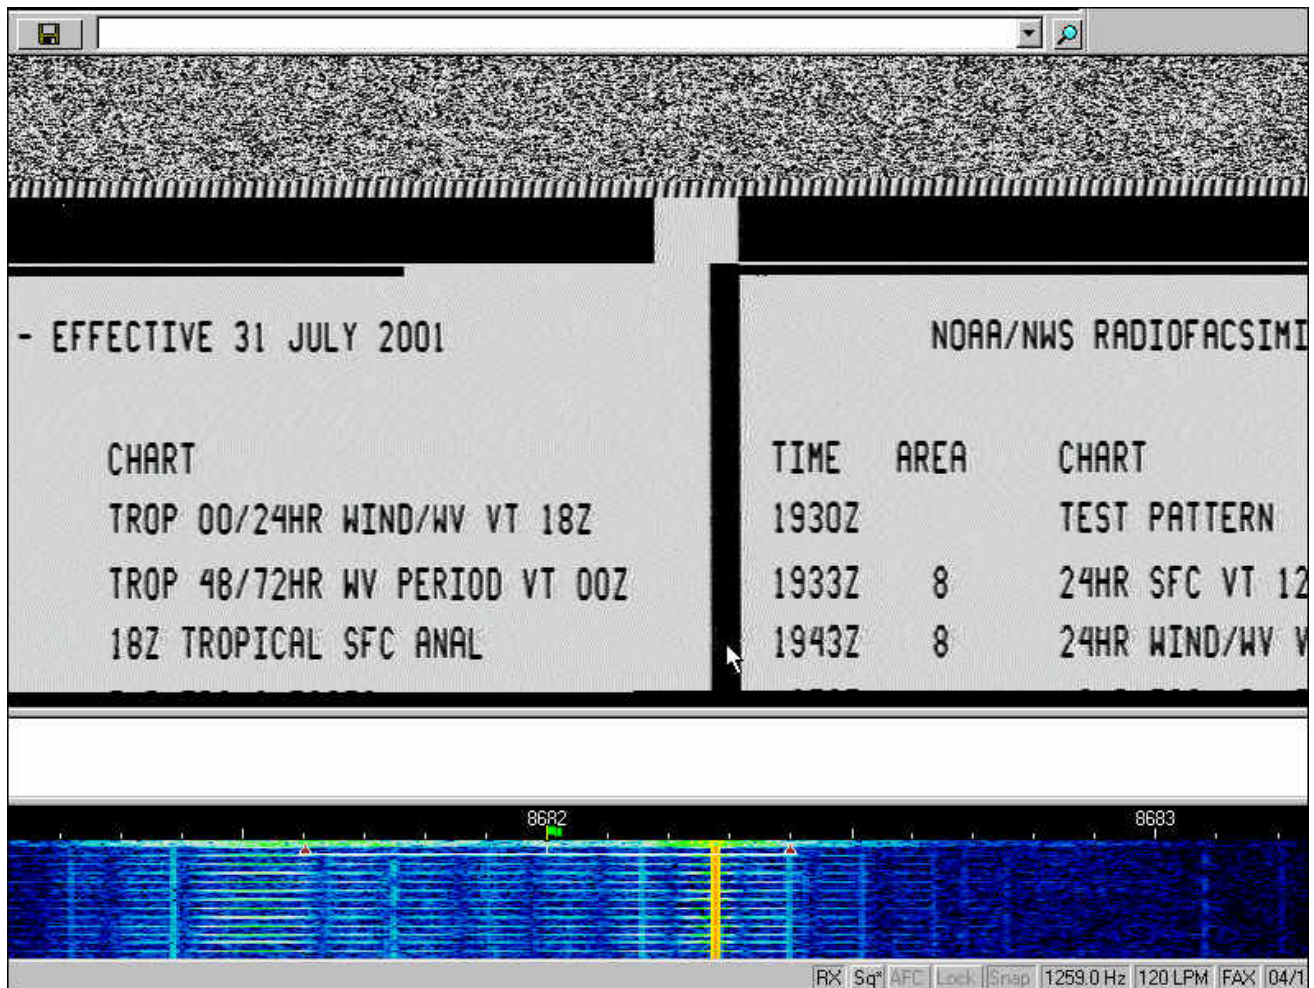 - EFFECTIVE 31 JULY 2001
NOAA/NWS RADIOFACSIMI
CHART
TROP 00/24HR WIND/WV VT 18Z
TROP 48/72HR WV PERIOD VT 00Z
18Z TROPICAL SFC ANAL
TIME AREA CHART
1930Z TEST PATTERN
1933Z 8 24HR SFC VT 12
1943Z 8 24HR WIND/WV V
8682 8683
RX Sq* AFC Lock Snap 1259.0 Hz 120 LPM FAX 04/1